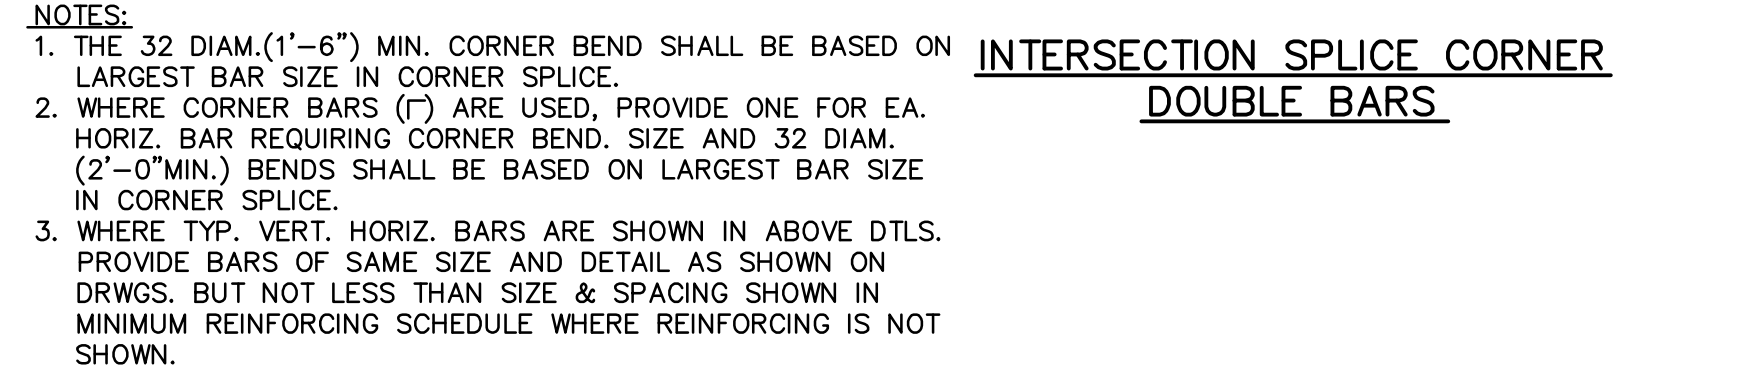 NOTES:
1. THE 32 DIAM.(1'-6") MIN. CORNER BEND SHALL BE BASED ON
LARGEST BAR SIZE IN CORNER SPLICE.
2. WHERE CORNER BARS (Γ) ARE USED, PROVIDE ONE FOR EA.
HORIZ. BAR REQUIRING CORNER BEND. SIZE AND 32 DIAM.
(2'-0"MIN.) BENDS SHALL BE BASED ON LARGEST BAR SIZE
IN CORNER SPLICE.
3. WHERE TYP. VERT. HORIZ. BARS ARE SHOWN IN ABOVE DTLS.
PROVIDE BARS OF SAME SIZE AND DETAIL AS SHOWN ON
DRWGS. BUT NOT LESS THAN SIZE & SPACING SHOWN IN
MINIMUM REINFORCING SCHEDULE WHERE REINFORCING IS NOT
SHOWN.
INTERSECTION SPLICE CORNER
DOUBLE BARS